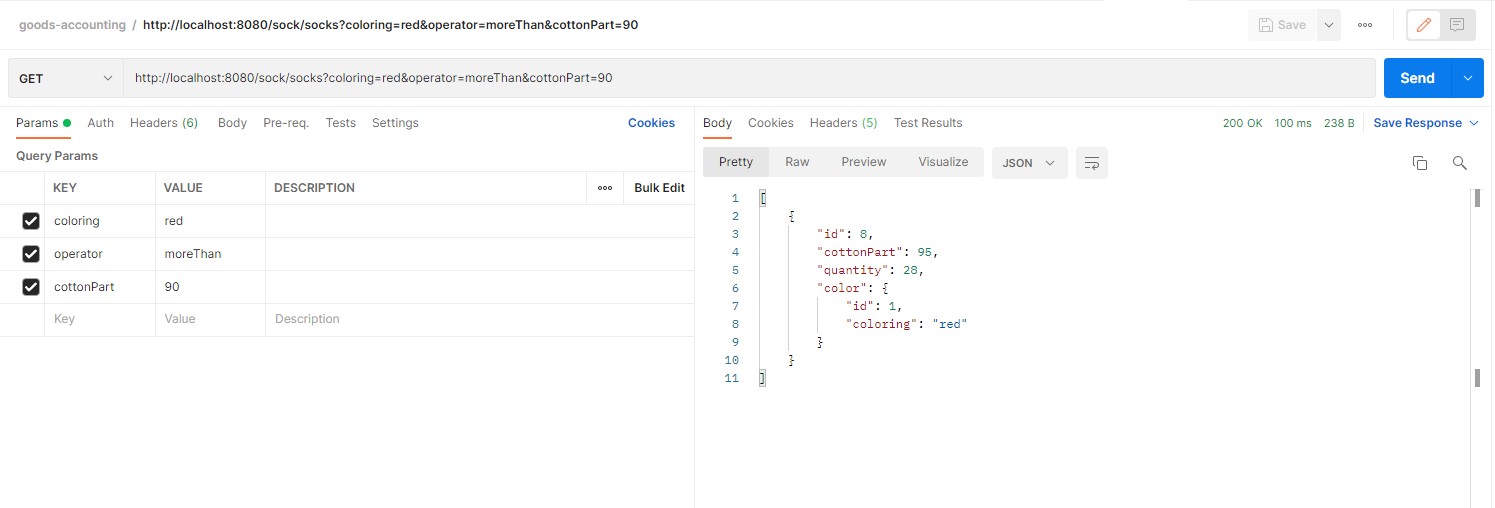 goods-accounting / http://localhost:8080/sock/socks?coloring=red&operator=moreThan&cottonPart=90
Save
GET
http://localhost:8080/sock/socks?coloring=red&operator=moreThan&cottonPart=90
Send
Params Auth Headers (6) Body Pre-req. Tests Settings Cookies
Query Params
KEY VALUE DESCRIPTION Bulk Edit
coloring red
operator moreThan
cottonPart 90
Key Value Description
Body Cookies Headers (5) Test Results 200 OK 100 ms 238 B Save Response
Pretty Raw Preview Visualize JSON
1 [
2 {
3 "id": 8,
4 "cottonPart": 95,
5 "quantity": 28,
6 "color": {
7 "id": 1,
8 "coloring": "red"
9 }
10 }
11 ]